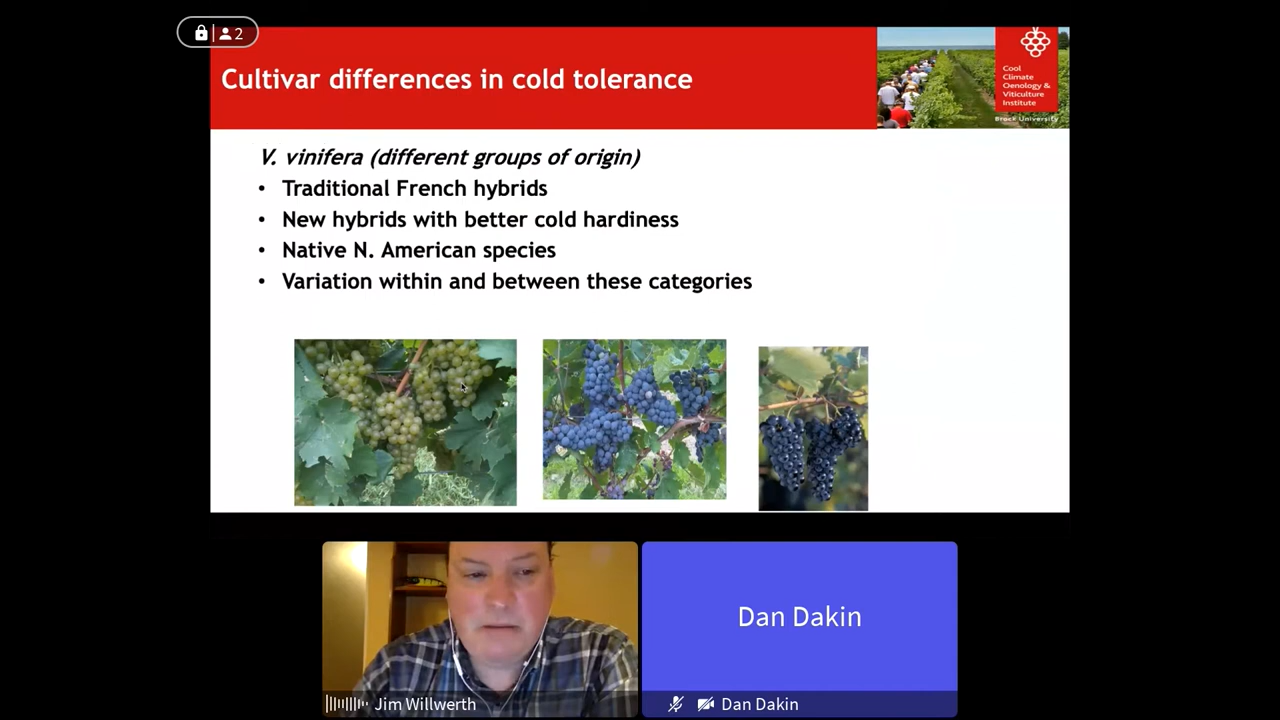 2
Cultivar differences in cold tolerance
Cool
Climate
Oenology &
Viticulture
Institute
Brock University
V. vinifera (different groups of origin)
• Traditional French hybrids
• New hybrids with better cold hardiness
• Native N. American species
• Variation within and between these categories
Dan Dakin
Jim Willwerth
Dan Dakin